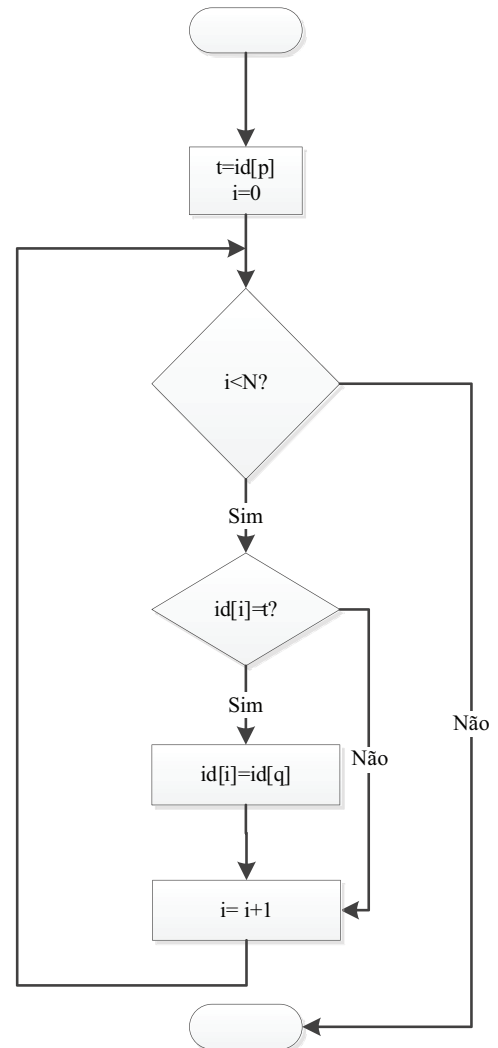 t=id[p]
i=0
i<N?
Sim
id[i]=t?
Sim
Não
Não
id[i]=id[q]
i= i+1